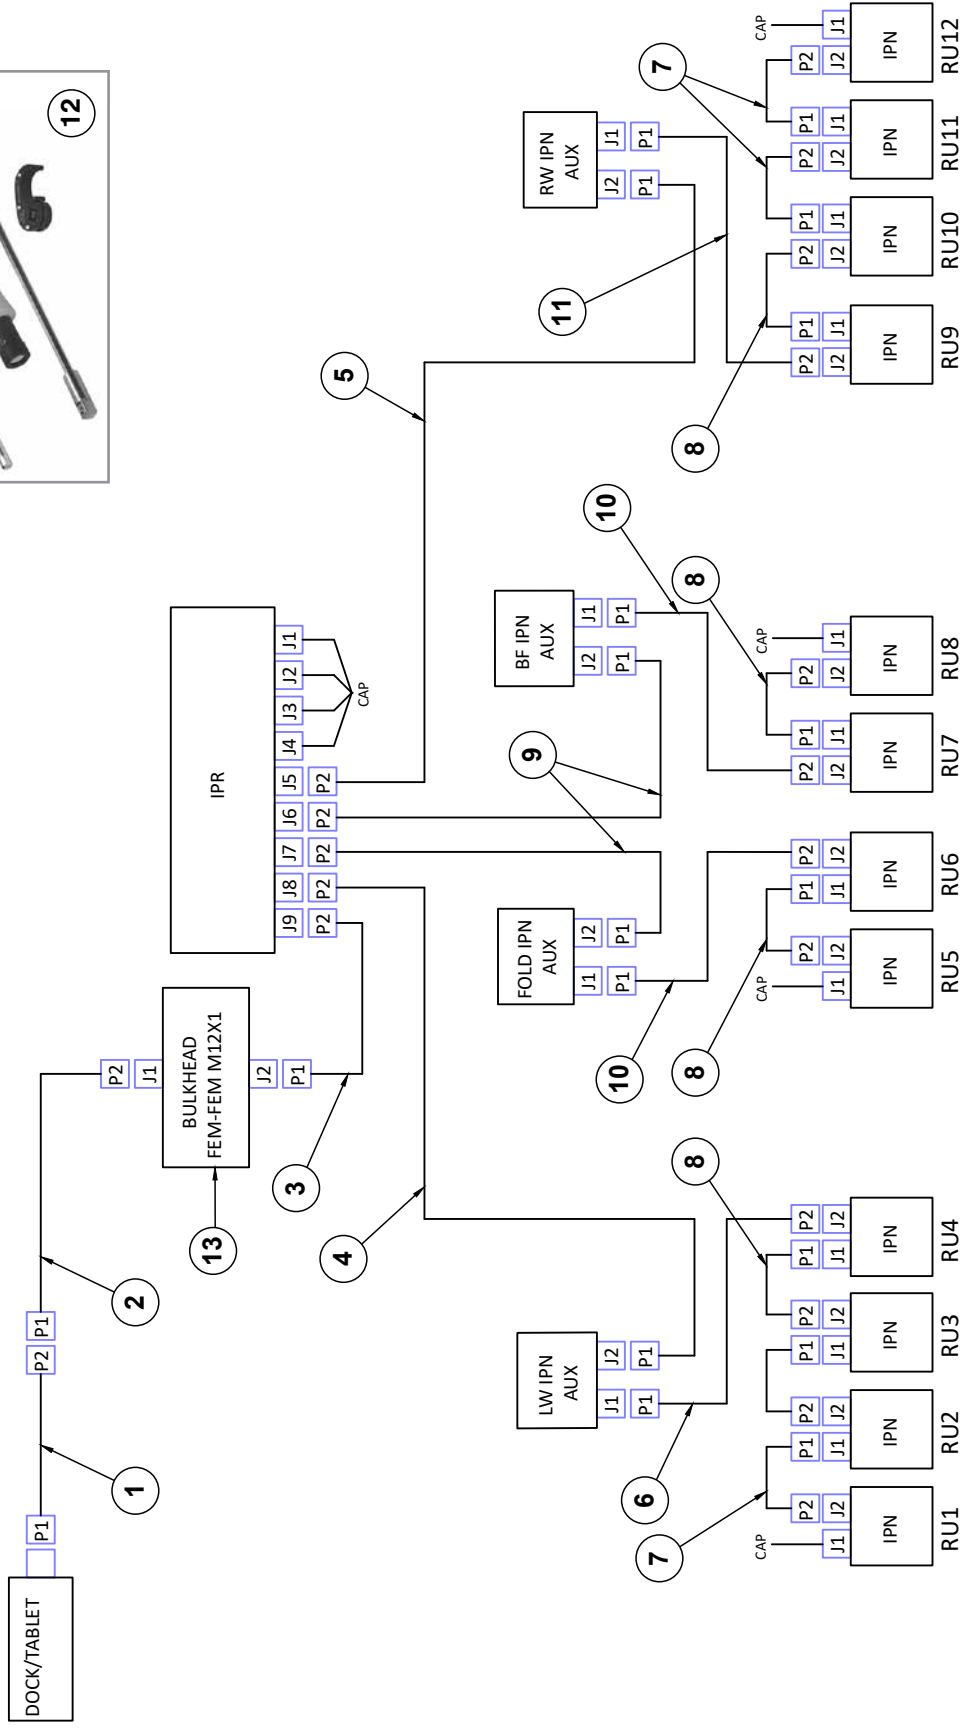 DOCK/TABLET
P1
P2
P1
12
1
2
P2
J1
BULKHEAD
FEM-FEM M12X1
J2
P1
13
3
IPR
J9 J8 J7 J6 J5 J4 J3 J2 J1
P2 P2 P2 P2 P2
CAP
4
5
LW IPN
AUX
J1 J2
P1 P1
FOLD IPN
AUX
J1 J2
P1 P1
9
BF IPN
AUX
J2 J1
P1 P1
RW IPN
AUX
J2 J1
P1 P1
6
10
10
11
7
8
8
8
8
7
CAP
P2 P1 P2 P1 P2 P1 P2
J1 J2 J1 J2 J1 J2 J1 J2
IPN IPN IPN IPN
RU1 RU2 RU3 RU4
CAP
P2 P1 P2
J1 J2 J1 J2
IPN IPN
RU5 RU6
CAP
P2 P1 P2
J2 J1 J2 J1
IPN IPN
RU7 RU8
CAP
P2 P1 P2 P1 P2 P1 P2
J2 J1 J2 J1 J2 J1 J2 J1
IPN IPN IPN IPN
RU9 RU10 RU11 RU12